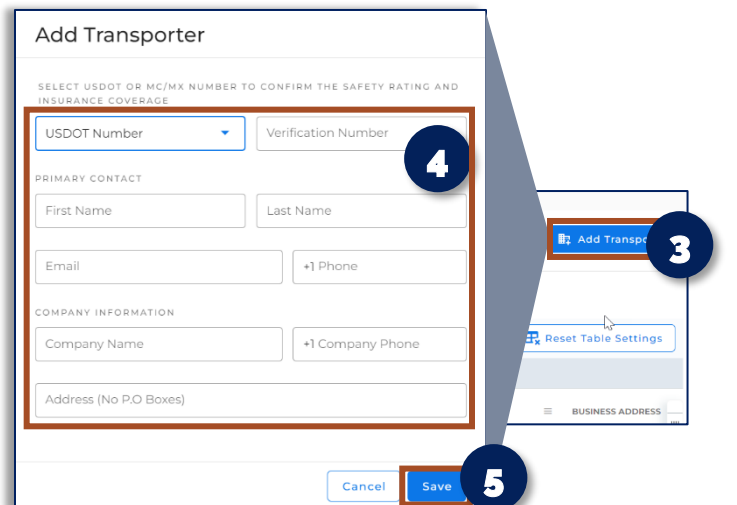 Add Transporter
SELECT USDOT OR MC/MX NUMBER TO CONFIRM THE SAFETY RATING AND
INSURANCE COVERAGE
USDOT Number
Verification Number
4
PRIMARY CONTACT
First Name
Last Name
Email
+1 Phone
COMPANY INFORMATION
Company Name
+1 Company Phone
Address (No P.O Boxes)
Cancel
Save
5
Add Transpo
3
Reset Table Settings
BUSINESS ADDRESS